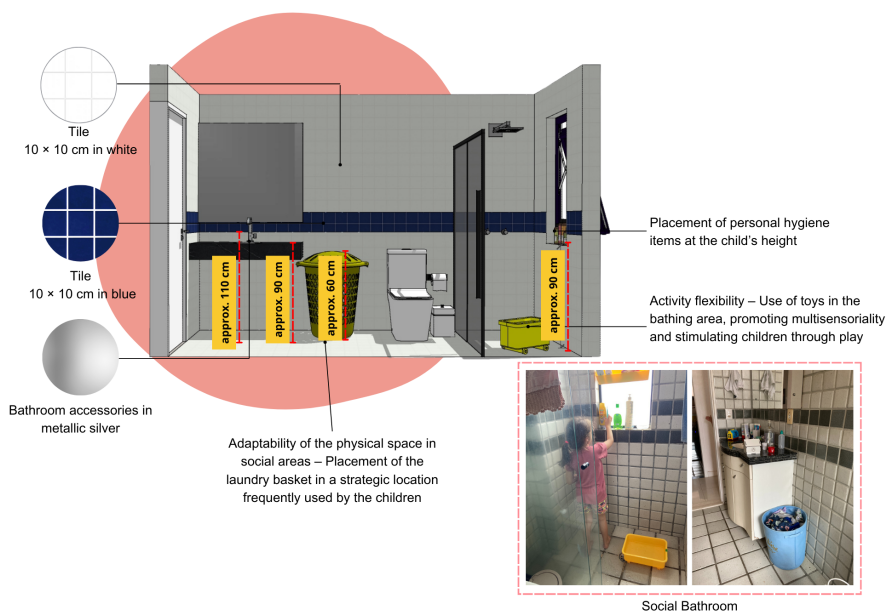 Tile
10 × 10 cm in white
Tile
10 × 10 cm in blue
Bathroom accessories in
metallic silver
approx. 110 cm
approx. 90 cm
approx. 60 cm
approx. 90 cm
Adaptability of the physical space in
social areas – Placement of the
laundry basket in a strategic location
frequently used by the children
Placement of personal hygiene
items at the child's height
Activity flexibility – Use of toys in the
bathing area, promoting multisensoriality
and stimulating children through play
Social Bathroom